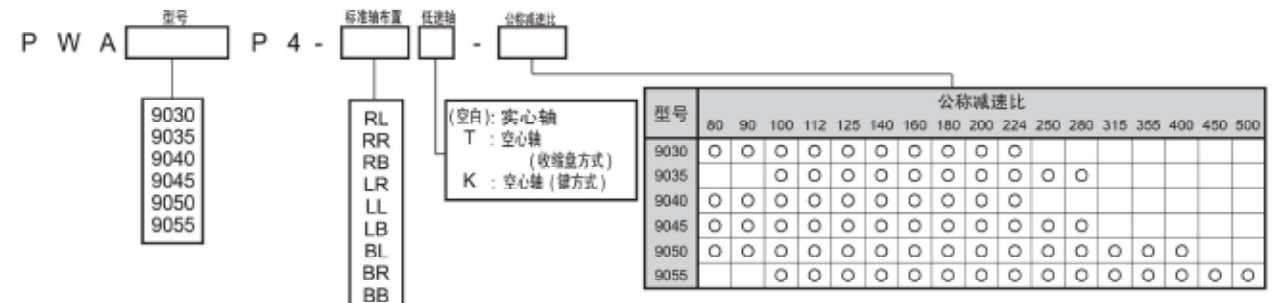 型号 标准轴布置 低速轴 公称减速比
PWA P4- -
9030
9035
9040
9045
9050
9055
RL
RR
RB
LR
LL
LB
BL
BR
BB
(空白): 实心轴
T : 空心轴
(收缩盘方式)
K : 空心轴 (键方式)
型号 公称减速比
80 90 100 112 125 140 160 180 200 224 250 280 315 355 400 450 500
9030 ○ ○ ○ ○ ○ ○ ○ ○ ○ ○
9035 ○ ○ ○ ○ ○ ○ ○ ○ ○ ○
9040 ○ ○ ○ ○ ○ ○ ○ ○ ○ ○
9045 ○ ○ ○ ○ ○ ○ ○ ○ ○ ○ ○ ○
9050 ○ ○ ○ ○ ○ ○ ○ ○ ○ ○ ○ ○ ○ ○ ○
9055 ○ ○ ○ ○ ○ ○ ○ ○ ○ ○ ○ ○ ○ ○ ○